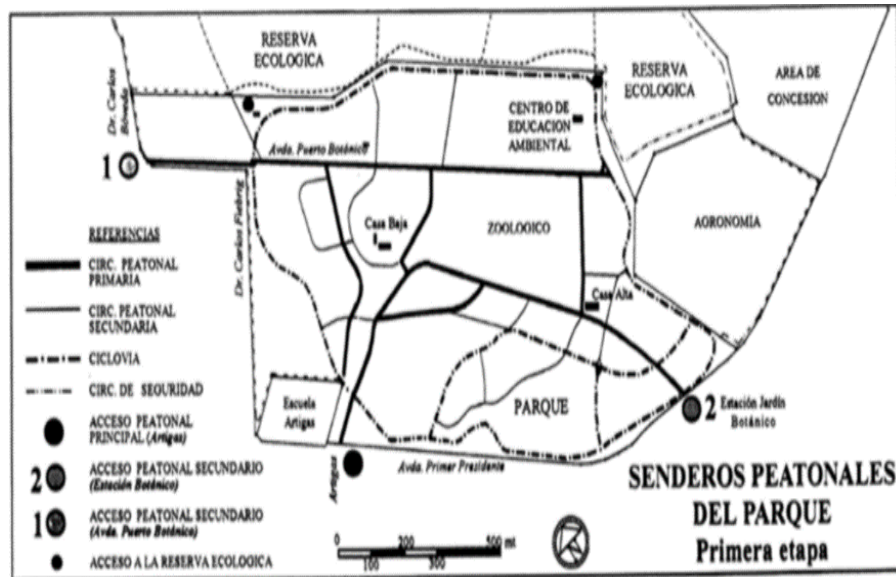 RESERVA
ECOLOGICA
RESERVA
ECOLOGICA
AREA DE
CONCESION
Dr. Carlos
Bóveda
CENTRO DE
EDUCACION
AMBIENTAL
Avda. Puerto Botánico
1
Dr. Carlos Fiebrig
Casa Baja
ZOOLOGICO
AGRONOMIA
Casa Alta
REFERENCIAS
CIRC. PEATONAL
PRIMARIA
CIRC. PEATONAL
SECUNDARIA
CICLOVIA
CIRC. DE SEGURIDAD
ACCESO PEATONAL
PRINCIPAL (Artigas)
2 ACCESO PEATONAL SECUNDARIO
(Estación Botánico)
1 ACCESO PEATONAL SECUNDARIO
(Avda. Puerto Botánico)
ACCESO A LA RESERVA ECOLOGICA
Escuela
Artigas
PARQUE
2 Estación Jardín
Botánico
Artigas
Avda. Primer Presidente
0 200 500 mt
100 300
SENDEROS PEATONALES
DEL PARQUE
Primera etapa